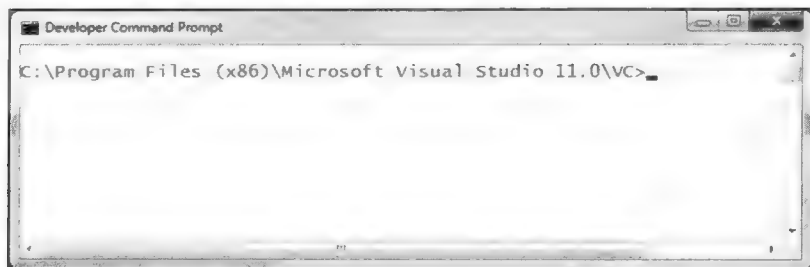 Developer Command Prompt
C:\Program Files (x86)\Microsoft Visual Studio 11.0\VC>